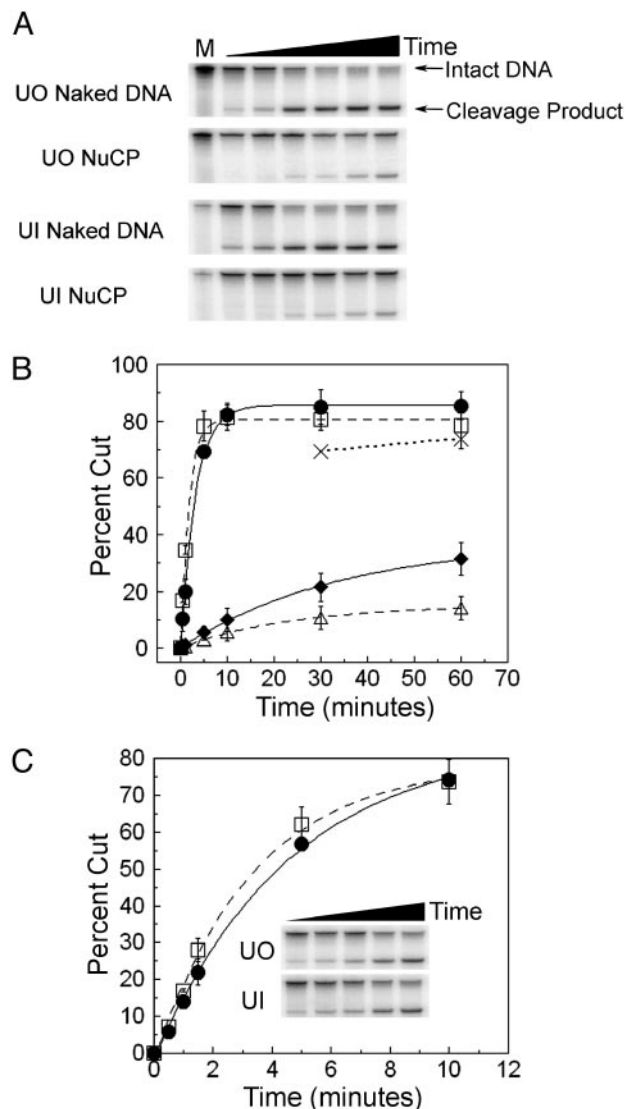 A
M
Time
UO Naked DNA
Intact DNA
Cleavage Product
UO NuCP
UI Naked DNA
UI NuCP
B
100
80
60
40
20
0
Percent Cut
0 10 20 30 40 50 60 70
Time (minutes)
C
80
70
60
50
40
30
20
10
0
Percent Cut
Time
UO
UI
0 2 4 6 8 10 12
Time (minutes)